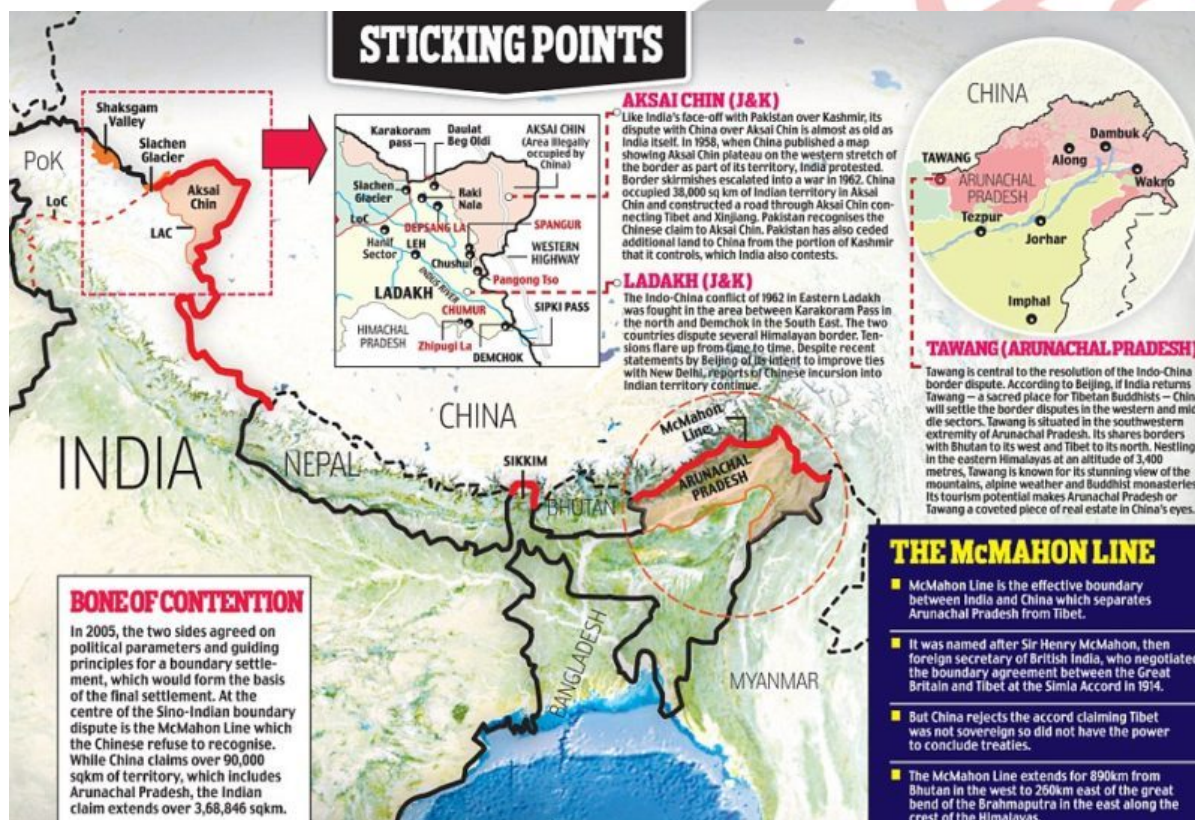 STICKING POINTS
Shaksgam
Valley
Siachen
Glacier
PoK
LoC
Aksai
Chin
LAC
Karakoram
pass
Daulat
Beg Oldi
AKSAI CHIN
(Area illegally
occupied by
China)
Siachen
Glacier
Raki
Nala
LoC
DEPSANG LA
SPANGUR
Hanif
Sector
LEH
Chushul
WESTERN
HIGHWAY
Pangong Tso
LADAKH
INDUS RIVER
CHUMUR
SIPKI PASS
HIMACHAL
PRADESH
Zhipugi La
DEMCHOK
AKSAI CHIN (J&K)
Like India's face-off with Pakistan over Kashmir, its
dispute with China over Aksai Chin is almost as old as
India itself. In 1958, when China published a map
showing Aksai Chin plateau on the western stretch of
the border as part of its territory, India protested.
Border skirmishes escalated into a war in 1962. China
occupied 38,000 sq km of Indian territory in Aksai
Chin and constructed a road through Aksai Chin con-
necting Tibet and Xinjiang. Pakistan recognises the
Chinese claim to Aksai Chin. Pakistan has also ceded
additional land to China from the portion of Kashmir
that it controls, which India also contests.
LADAKH (J&K)
The Indo-China conflict of 1962 in Eastern Ladakh
was fought in the area between Karakoram Pass in
the north and Demchok in the South East. The two
countries dispute several Himalayan border. Ten-
sions flare up from time to time. Despite recent
statements by Beijing of its intent to improve ties
with New Delhi, reports of Chinese incursion into
Indian territory continue.
CHINA
Dambuk
TAWANG
Along
ARUNACHAL
PRADESH
Wakro
Tezpur
Jorhar
Imphal
TAWANG (ARUNACHAL PRADESH)
Tawang is central to the resolution of the Indo-China
border dispute. According to Beijing, if India returns
Tawang — a sacred place for Tibetan Buddhists — Chin
will settle the border disputes in the western and mid
dle sectors. Tawang is situated in the southwestern
extremity of Arunachal Pradesh. Its shares borders
with Bhutan to its west and Tibet to its north. Nestling
in the eastern Himalayas at an altitude of 3,400
metres, Tawang is known for its stunning view of the
mountains, alpine weather and Buddhist monasteries
Its tourism potential makes Arunachal Pradesh or
Tawang a coveted piece of real estate in China's eyes.
INDIA
CHINA
NEPAL
SIKKIM
BHUTAN
McMahon
Line
ARUNACHAL
PRADESH
BANGLADESH
MYANMAR
BONE OF CONTENTION
In 2005, the two sides agreed on
political parameters and guiding
principles for a boundary settle-
ment, which would form the basis
of the final settlement. At the
centre of the Sino-Indian boundary
dispute is the McMahon Line which
the Chinese refuse to recognise.
While China claims over 90,000
sqkm of territory, which includes
Arunachal Pradesh, the Indian
claim extends over 3,68,846 sqkm.
THE McMAHON LINE
McMahon Line is the effective boundary
between India and China which separates
Arunachal Pradesh from Tibet.
It was named after Sir Henry McMahon, then
foreign secretary of British India, who negotiated
the boundary agreement between the Great
Britain and Tibet at the Simla Accord in 1914.
But China rejects the accord claiming Tibet
was not sovereign so did not have the power
to conclude treaties.
The McMahon Line extends for 890km from
Bhutan in the west to 260km east of the great
bend of the Brahmaputra in the east along the
crest of the Himalayas.